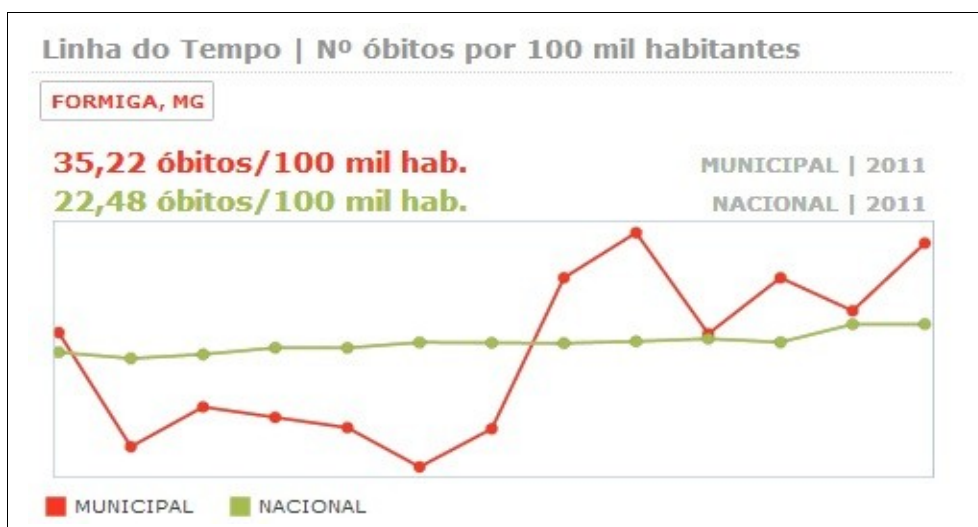 Linha do Tempo | Nº óbitos por 100 mil habitantes
FORMIGA, MG
35,22 óbitos/100 mil hab. MUNICIPAL | 2011
22,48 óbitos/100 mil hab. NACIONAL | 2011
MUNICIPAL NACIONAL